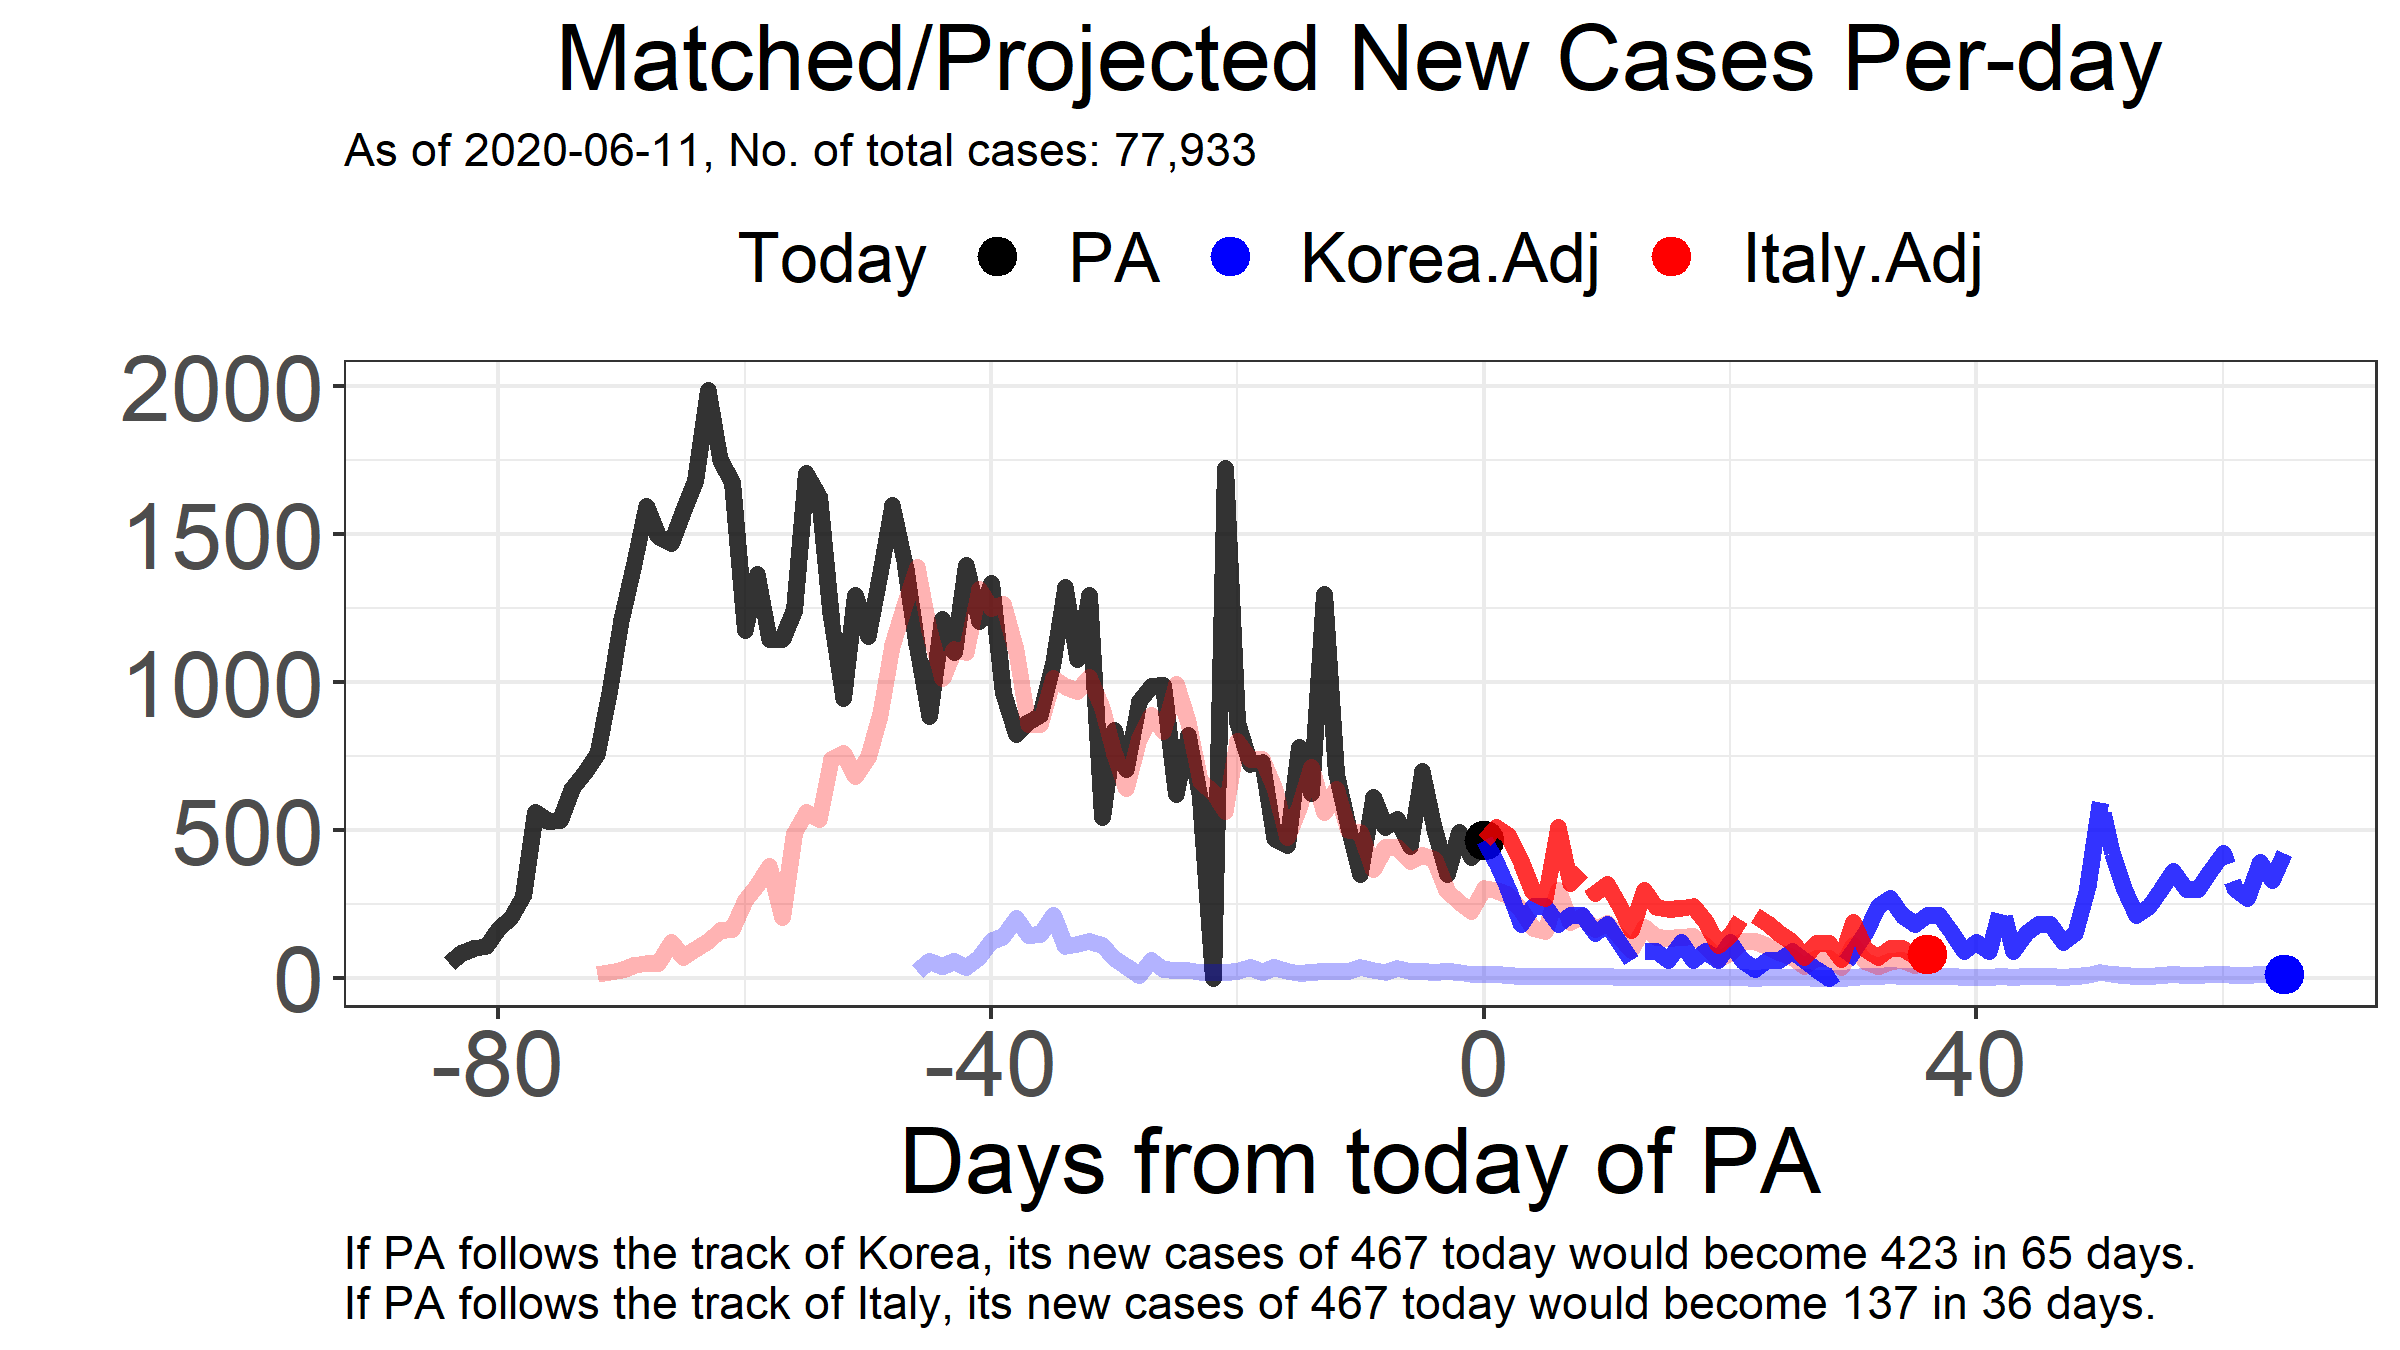 Matched/Projected New Cases Per-day
As of 2020-06-11, No. of total cases: 77,933
Today PA Korea.Adj Italy.Adj
2000
1500
1000
500
0
-80 -40 0 40
Days from today of PA
If PA follows the track of Korea, its new cases of 467 today would become 423 in 65 days.
If PA follows the track of Italy, its new cases of 467 today would become 137 in 36 days.